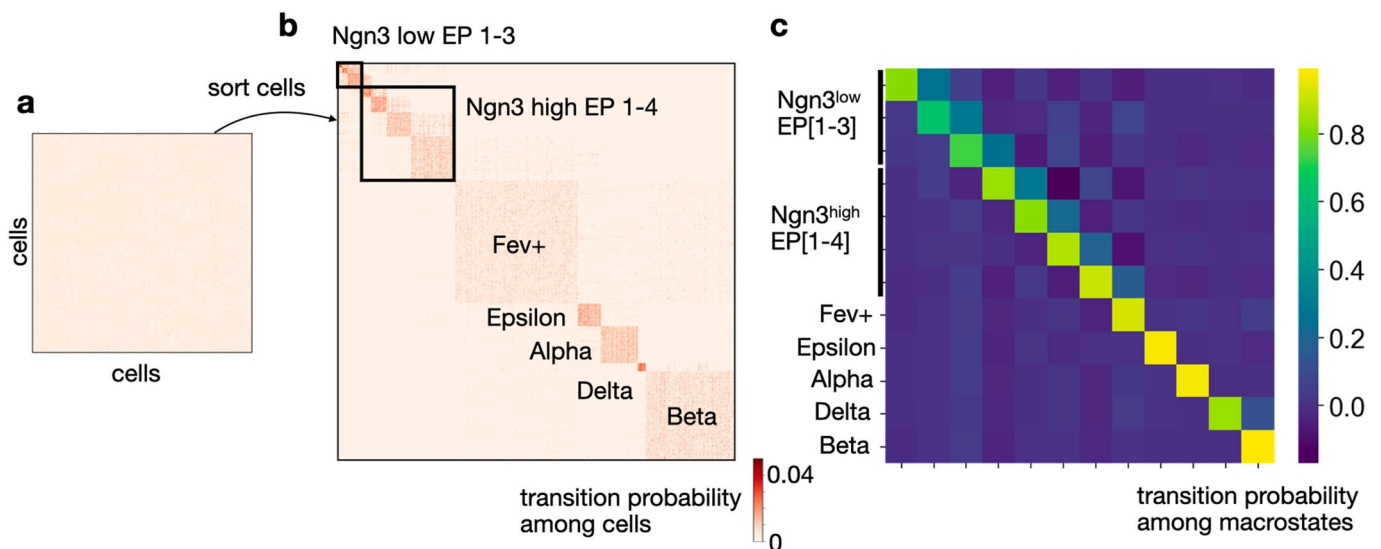 a
cells
cells
sort cells
b
Ngn3 low EP 1-3
Ngn3 high EP 1-4
Fev+
Epsilon
Alpha
Delta
Beta
0.04
0
transition probability
among cells
c
Ngn3low
EP[1-3]
Ngn3high
EP[1-4]
Fev+
Epsilon
Alpha
Delta
Beta
0.8
0.6
0.4
0.2
0.0
transition probability
among macrostates